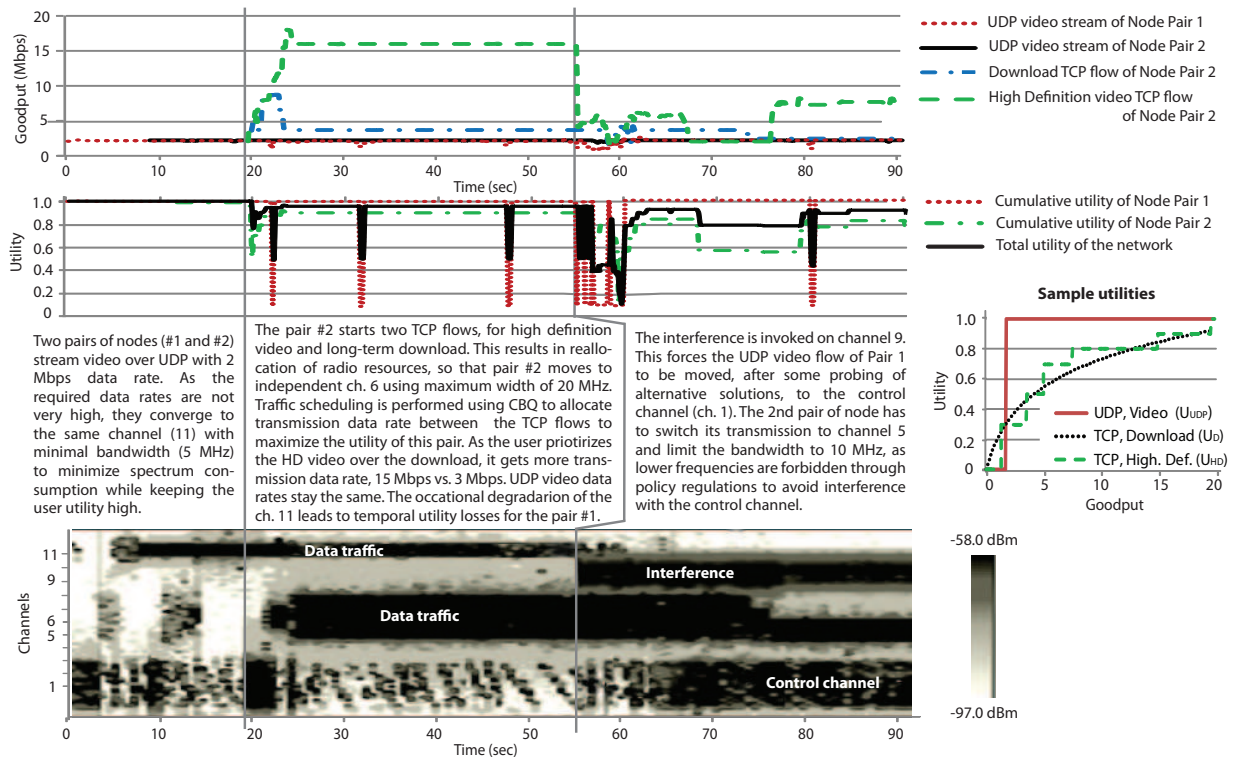 20
15
10
5
0
Goodput (Mbps)
0
10
20
30
40
50
60
70
80
90
Time (sec)
UDP video stream of Node Pair 1
UDP video stream of Node Pair 2
Download TCP flow of Node Pair 2
High Definition video TCP flow
of Node Pair 2
1.0
0.8
0.6
0.4
0.2
0
Utility
Cumulative utility of Node Pair 1
Cumulative utility of Node Pair 2
Total utility of the network
Two pairs of nodes (#1 and #2)
stream video over UDP with 2
Mbps data rate. As the
required data rates are not
very high, they converge to
the same channel (11) with
minimal bandwidth (5 MHz)
to minimize spectrum con-
sumption while keeping the
user utility high.
The pair #2 starts two TCP flows, for high definition
video and long-term downlecd. This results in reallo-
cation of radio resources, so that pair #2 moves to
independent ch. 6 using maximum width of 20 MHz.
Traffic scheduling is performed using CBQ to allocate
transmission data rate between the TCP flows to
maximize the utility of this pair. As the user priotirizes
the HD video over the download, it gets more trans-
mission data rate, 15 Mbps vs. 3 Mbps. UDP video data
rates stay the same. The occational degradarion of the
ch. 11 leads to temporal utility losses for the pair #1.
The interference is invoked on channel 9.
This forces the UDP video flow of Pair 1
to be moved, after some probing of
alternative solutions, to the control
channel (ch. 1). The 2nd pair of node has
to switch its transmission to channel 5
and limit the bandwidth to 10 MHz, as
lower frequencies are forbidden through
policy regulations to avoid interference
with the control channel.
Sample utilities
1.0
0.8
0.6
0.4
0.2
0
Utility
UDP, Video (UUDP)
TCP, Download (UD)
TCP, High. Def. (UHD)
0
5
10
15
20
Goodput
11
9
6
5
1
Channels
Data traffic
Interference
Data traffic
Control channel
0
10
20
30
40
50
60
70
80
90
Time (sec)
-58.0 dBm
-97.0 dBm